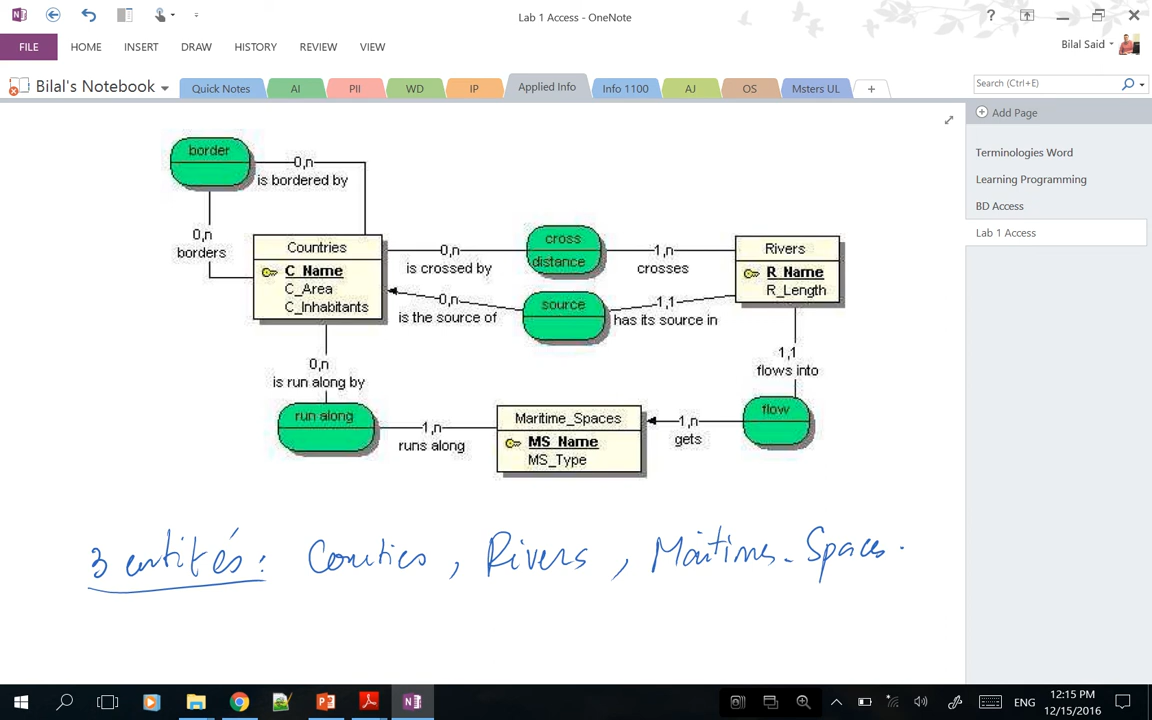 Lab 1 Access - OneNote
?
FILE HOME INSERT DRAW HISTORY REVIEW VIEW
Bilal Said
Bilal's Notebook
Quick Notes AI PII WD IP Applied Info Info 1100 AJ OS Msters UL +
Search (Ctrl+E)
Add Page
Terminologies Word
Learning Programming
BD Access
Lab 1 Access
border
0,n
is bordered by
0,n
borders
Countries
C_Name
C_Area
C_Inhabitants
0,n
is crossed by
cross
distance
1,n
crosses
Rivers
R_Name
R_Length
0,n
is the source of
source
1,1
has its source in
0,n
is run along by
1,1
flows into
run along
1,n
runs along
Maritime_Spaces
MS_Name
MS_Type
1,n
gets
flow
3 entités : Countries , Rivers , Maritimes - Spaces .
ENG
12:15 PM
12/15/2016